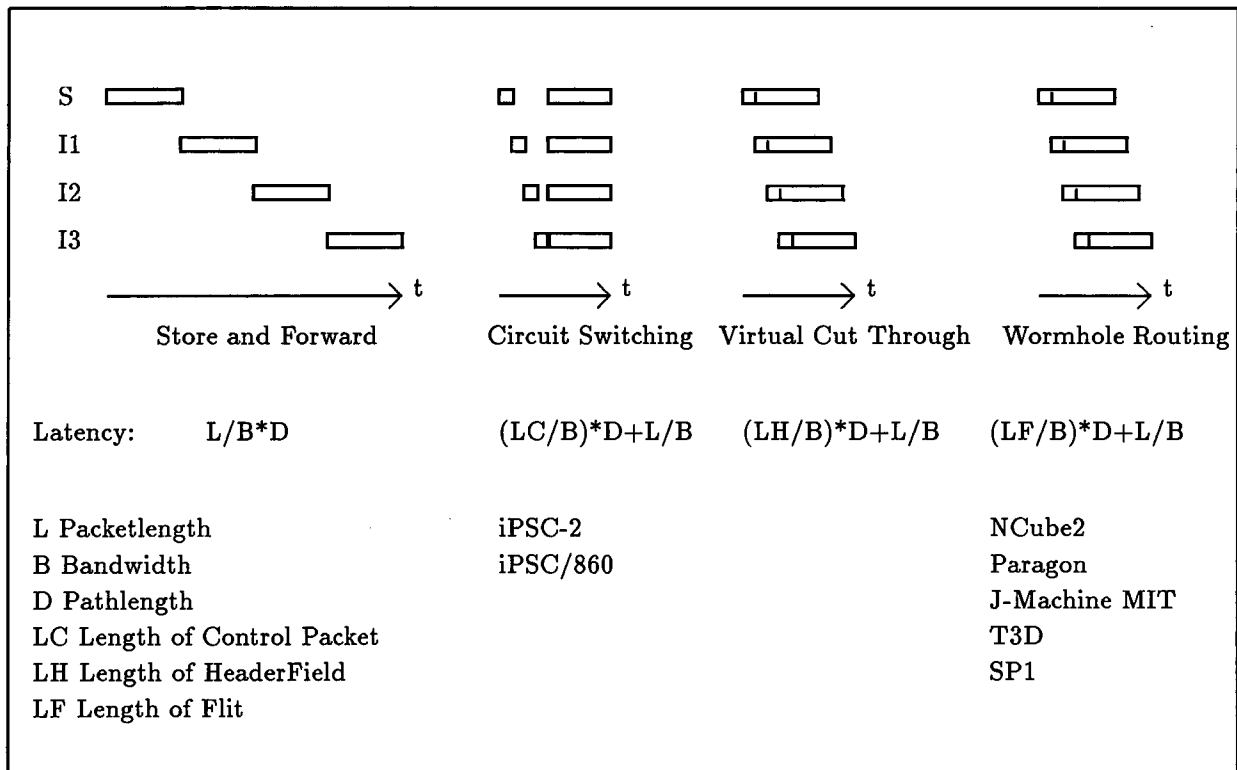 S
I1
I2
I3
t t t t
Store and Forward Circuit Switching Virtual Cut Through Wormhole Routing
Latency: L/B*D (LC/B)*D+L/B (LH/B)*D+L/B (LF/B)*D+L/B
L Packetlength iPSC-2 NCube2
B Bandwidth iPSC/860 Paragon
D Pathlength J-Machine MIT
LC Length of Control Packet T3D
LH Length of HeaderField SP1
LF Length of Flit